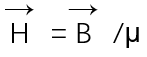 H⃗ = B⃗ /μ